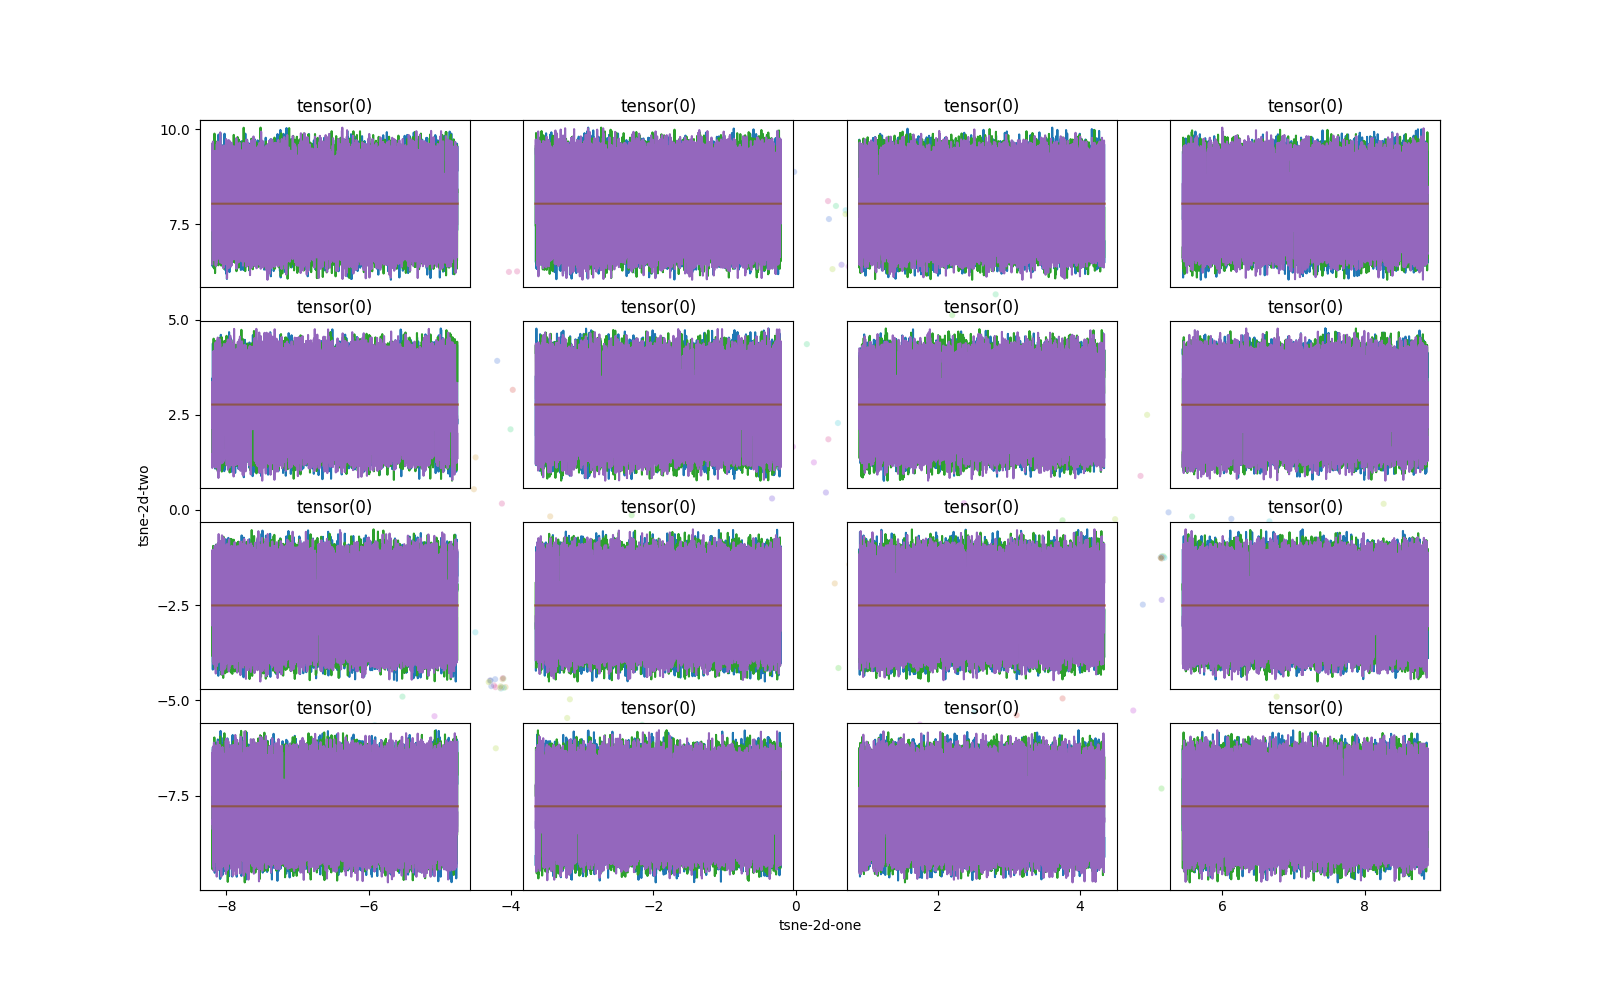 tensor(0) tensor(0) tensor(0) tensor(0)
10.0
7.5
tensor(0) tensor(0) tensor(0) tensor(0)
5.0
2.5
tensor(0) tensor(0) tensor(0) tensor(0)
0.0
tsne-2d-two
−2.5
tensor(0) tensor(0) tensor(0) tensor(0)
−5.0
−7.5
−8 −6 −4 −2 0 2 4 6 8
tsne-2d-one